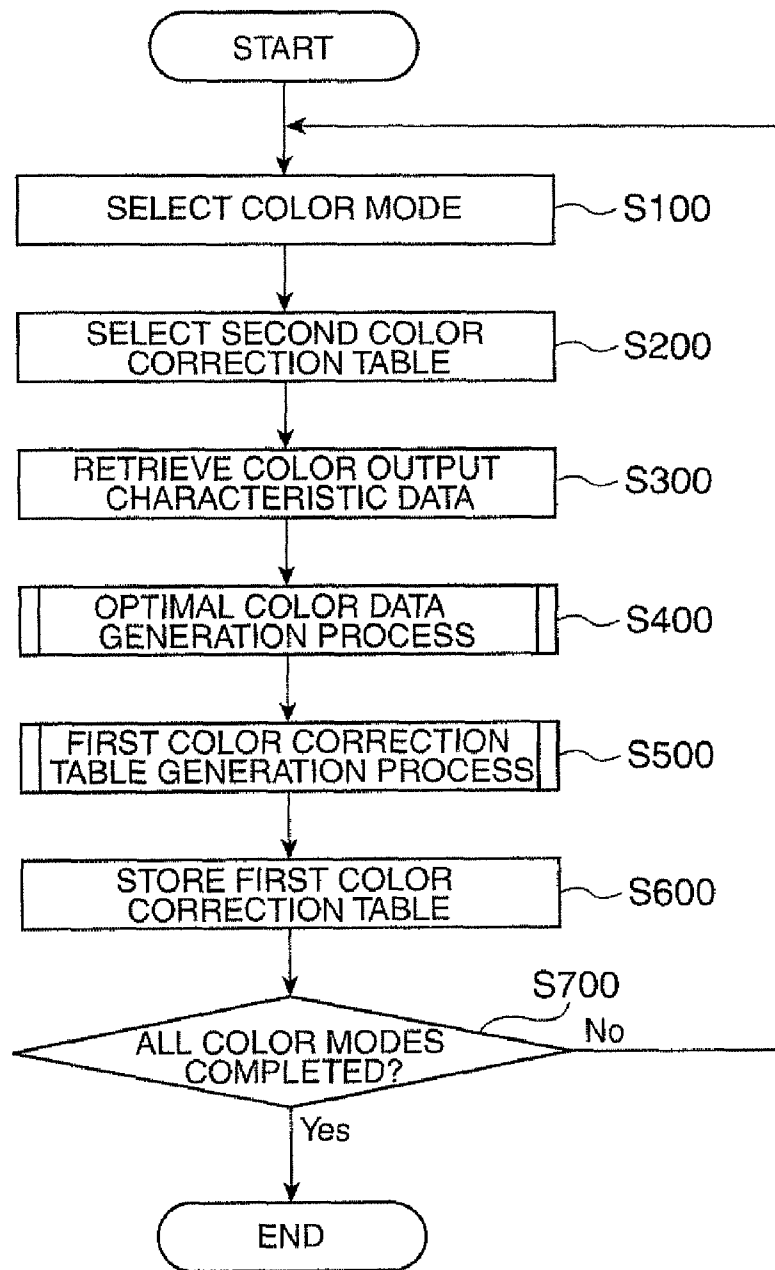 START
SELECT COLOR MODE
S100
SELECT SECOND COLOR
CORRECTION TABLE
S200
RETRIEVE COLOR OUTPUT
CHARACTERISTIC DATA
S300
OPTIMAL COLOR DATA
GENERATION PROCESS
S400
FIRST COLOR CORRECTION
TABLE GENERATION PROCESS
S500
STORE FIRST COLOR
CORRECTION TABLE
S600
S700
ALL COLOR MODES
COMPLETED?
No
Yes
END